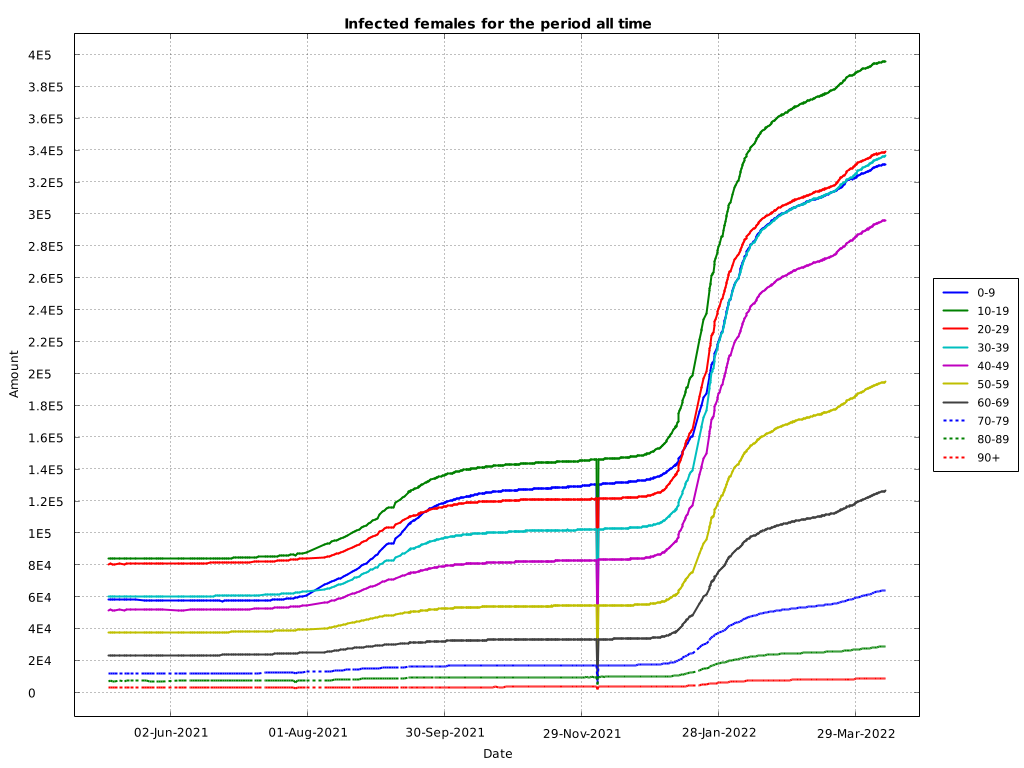 Infected females for the period all time
4E5
3.8E5
3.6E5
3.4E5
3.2E5
3E5
2.8E5
2.6E5
2.4E5
2.2E5
2E5
1.8E5
1.6E5
1.4E5
1.2E5
1E5
8E4
6E4
4E4
2E4
0
Amount
02-Jun-2021
01-Aug-2021
30-Sep-2021
29-Nov-2021
28-Jan-2022
29-Mar-2022
Date
0-9
10-19
20-29
30-39
40-49
50-59
60-69
70-79
80-89
90+